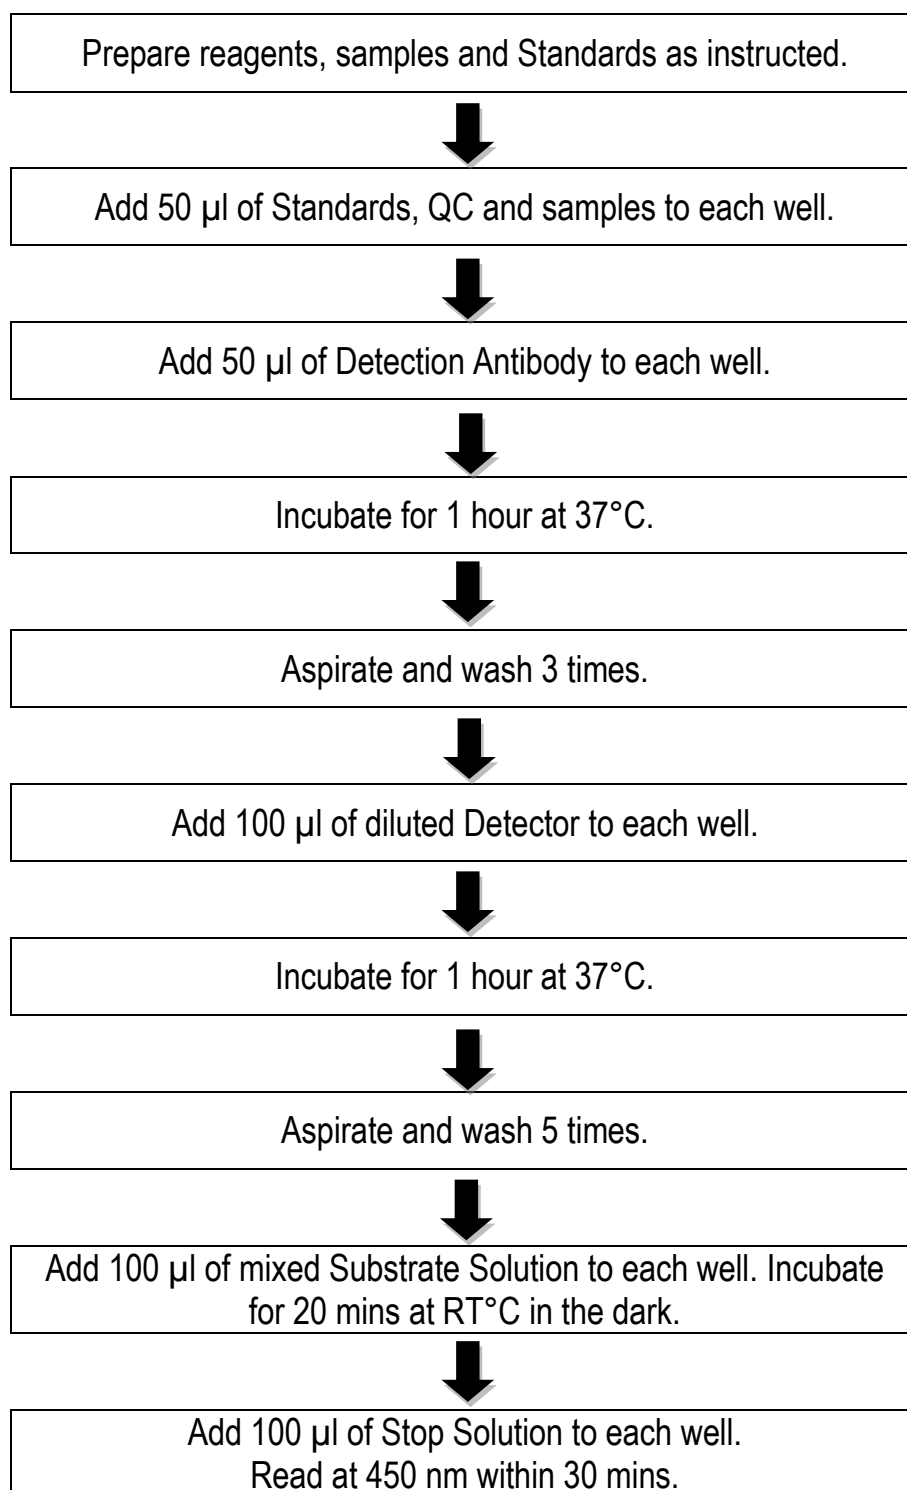 Prepare reagents, samples and Standards as instructed.
Add 50 µl of Standards, QC and samples to each well.
Add 50 µl of Detection Antibody to each well.
Incubate for 1 hour at 37°C.
Aspirate and wash 3 times.
Add 100 µl of diluted Detector to each well.
Incubate for 1 hour at 37°C.
Aspirate and wash 5 times.
Add 100 µl of mixed Substrate Solution to each well. Incubate
for 20 mins at RT°C in the dark.
Add 100 µl of Stop Solution to each well.
Read at 450 nm within 30 mins.